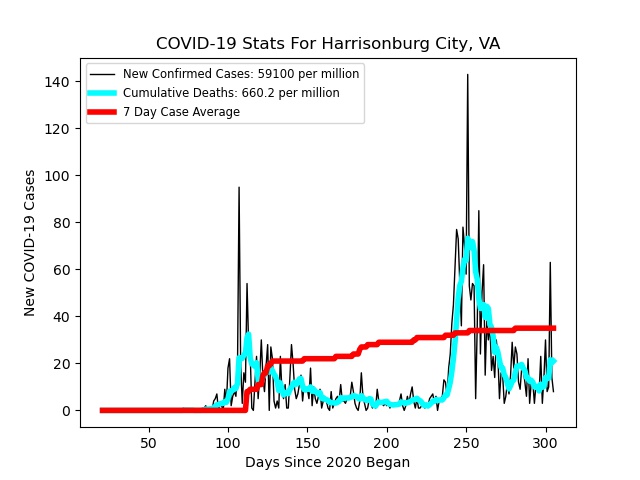 COVID-19 Stats For Harrisonburg City, VA
New Confirmed Cases: 59100 per million
Cumulative Deaths: 660.2 per million
7 Day Case Average
New COVID-19 Cases
140
120
100
80
60
40
20
0
50
100
150
200
250
300
Days Since 2020 Began